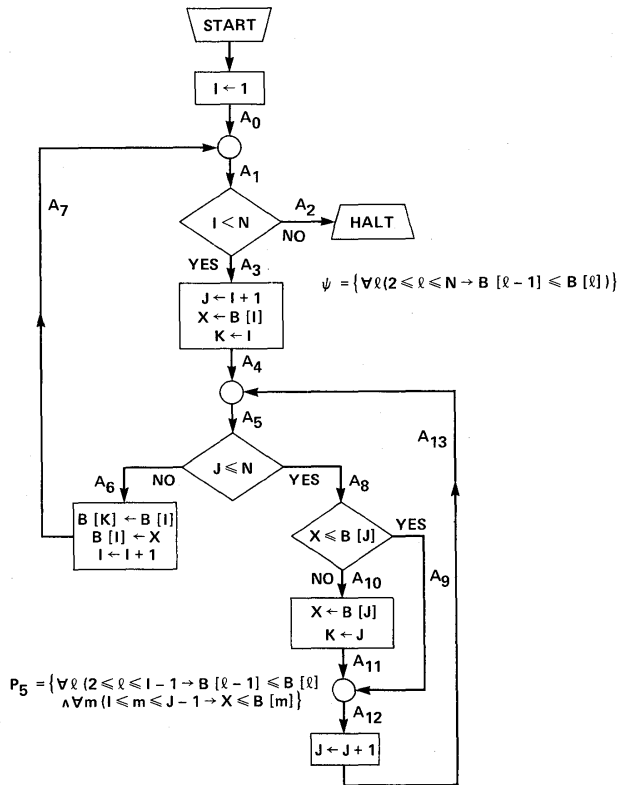 START
I ← 1
A0
A1
A7
I < N
A2
NO
HALT
YES
A3
ψ = {∀ℓ(2 ≤ ℓ ≤ N → B [ℓ-1] ≤ B [ℓ])}
J ← I + 1
X ← B [I]
K ← I
A4
A5
A13
J ≤ N
A6
NO
YES
A8
B [K] ← B [I]
B [I] ← X
I ← I + 1
X ≤ B [J]
YES
A9
NO
A10
X ← B [J]
K ← J
A11
P5 = {∀ℓ (2 ≤ ℓ ≤ I – 1 → B [ℓ-1] ≤ B [ℓ]
∧ ∀m (I ≤ m ≤ J – 1 → X ≤ B [m]}
A12
J ← J + 1